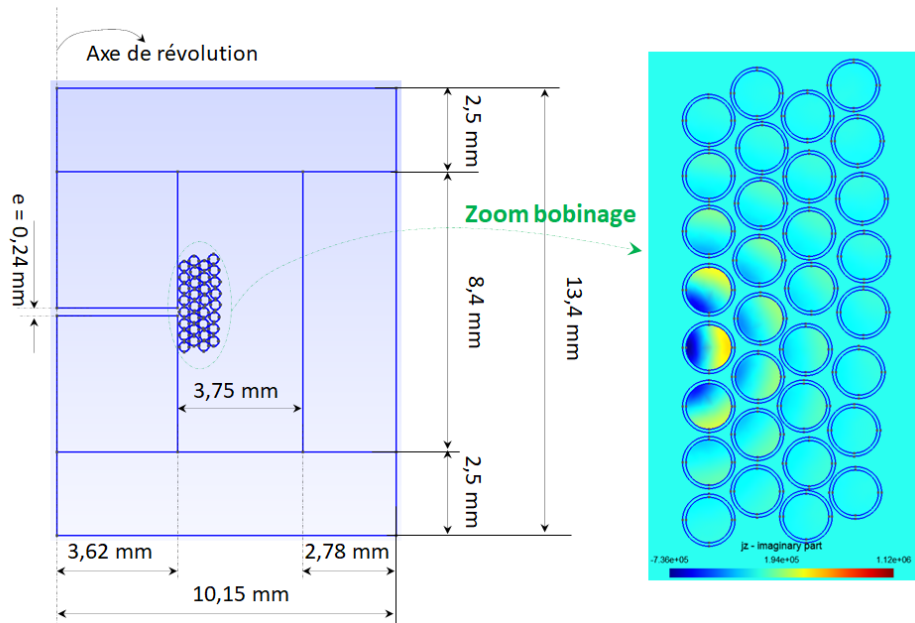 Axe de révolution
2,5 mm
e = 0,24 mm
Zoom bobinage
8,4 mm
13,4 mm
3,75 mm
2,5 mm
3,62 mm
2,78 mm
10,15 mm
jz - imaginary part
-7.36e+05 1.94e+05 1.12e+06